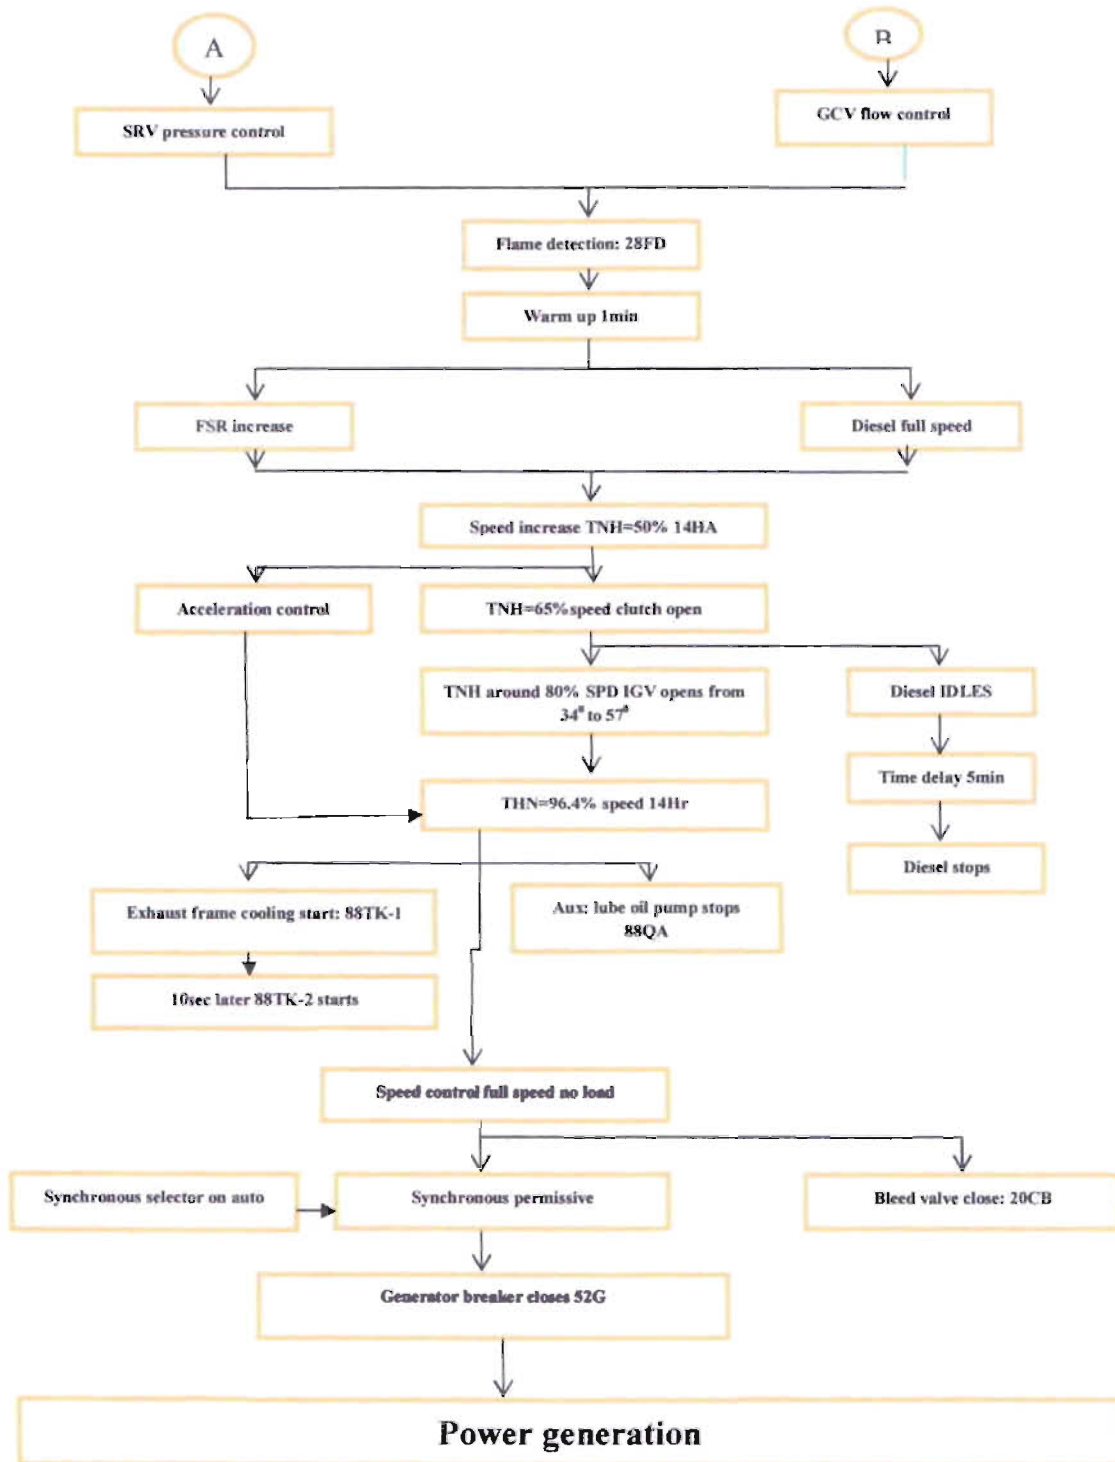 A
B
SRV pressure control
GCV flow control
Flame detection: 28FD
Warm up 1min
FSR increase
Diesel full speed
Speed increase TNH=50% 14HA
Acceleration control
TNH=65%speed clutch open
TNH around 80% SPD IGV opens from
34° to 57°
Diesel IDLES
Time delay 5min
THN=96.4% speed 14Hr
Diesel stops
Exhaust frame cooling start: 88TK-1
Aux: lube oil pump stops
88QA
10sec later 88TK-2 starts
Speed control full speed no load
Synchronous selector on auto
Synchronous permissive
Bleed valve close: 20CB
Generator breaker closes 52G
Power generation